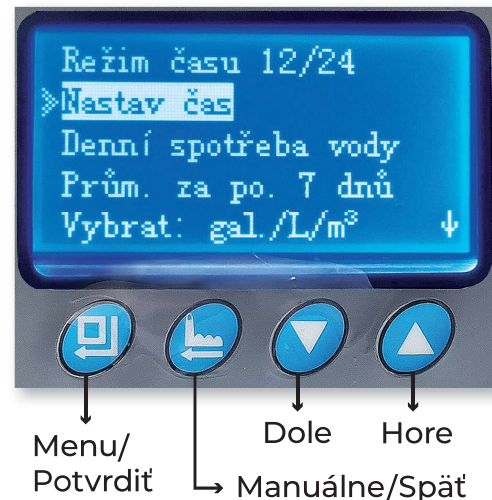 Režim času 12/24
Nastav čas
Denní spotřeba vody
Prům. za po. 7 dnů
Vybrat: gal./L/m³
Menu/
Potvrdiť
Dole
Hore
Manuálne/Späť